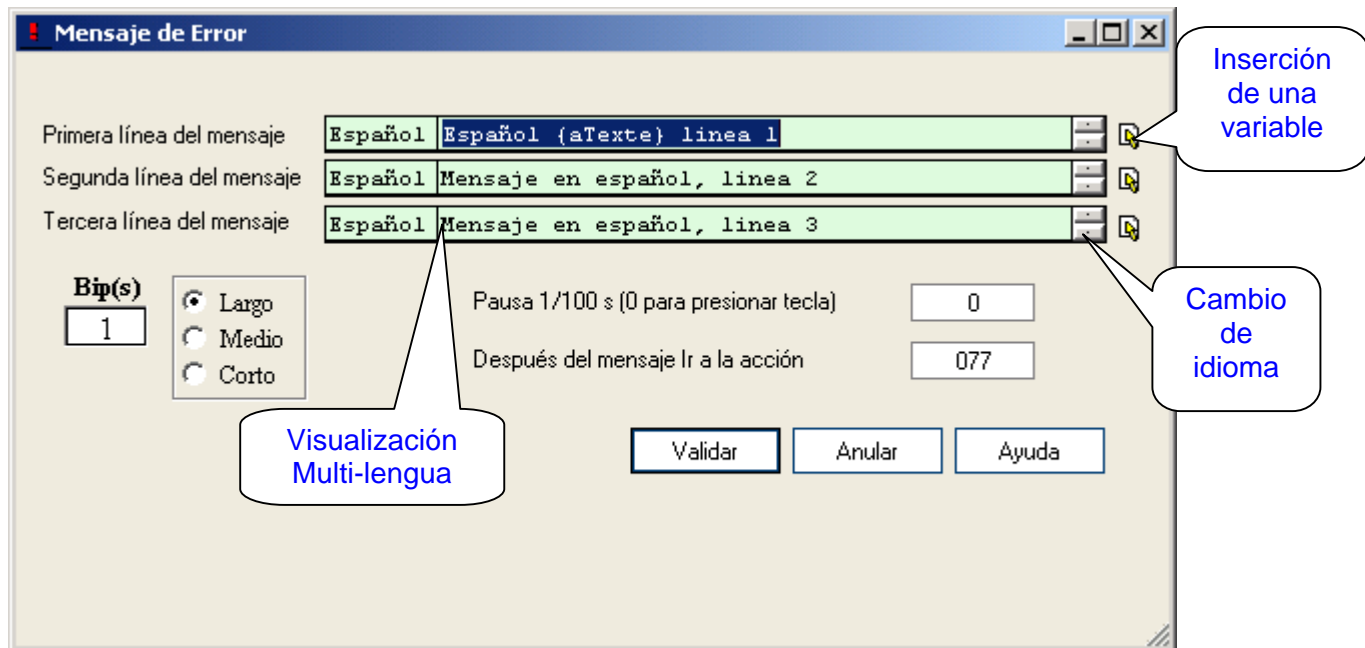 Mensaje de Error
Inserción
de una
variable
Primera línea del mensaje Español Español {aTexte} linea 1
Segunda línea del mensaje Español Mensaje en español, linea 2
Tercera línea del mensaje Español Mensaje en español, linea 3
Bip(s)
1
Largo
Medio
Corto
Pausa 1/100 s (0 para presionar tecla) 0
Después del mensaje Ir a la acción 077
Cambio
de
idioma
Visualización
Multi-lengua
Validar Anular Ayuda